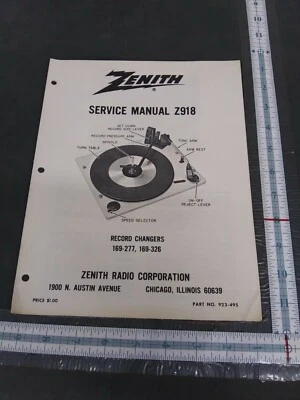 ZENITH
SERVICE MANUAL Z918
SET DOWN
RECORD SIZE LEVER
RECORD PRESSURE ARM
SPINDLE
TURN TABLE
TONE ARM
ARM REST
ON-OFF
REJECT LEVER
SPEED SELECTOR
RECORD CHANGERS
169-277, 169-326
ZENITH RADIO CORPORATION
1900 N. AUSTIN AVENUE CHICAGO, ILLINOIS 60639
PRICE $1.00
PART NO. 923-495